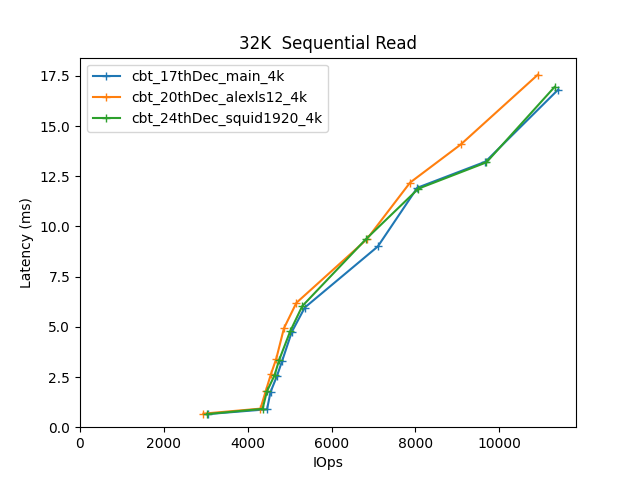 32K  Sequential Read
cbt_17thDec_main_4k
cbt_20thDec_alexls12_4k
cbt_24thDec_squid1920_4k
Latency (ms)
17.5
15.0
12.5
10.0
7.5
5.0
2.5
0.0
0 2000 4000 6000 8000 10000
IOps